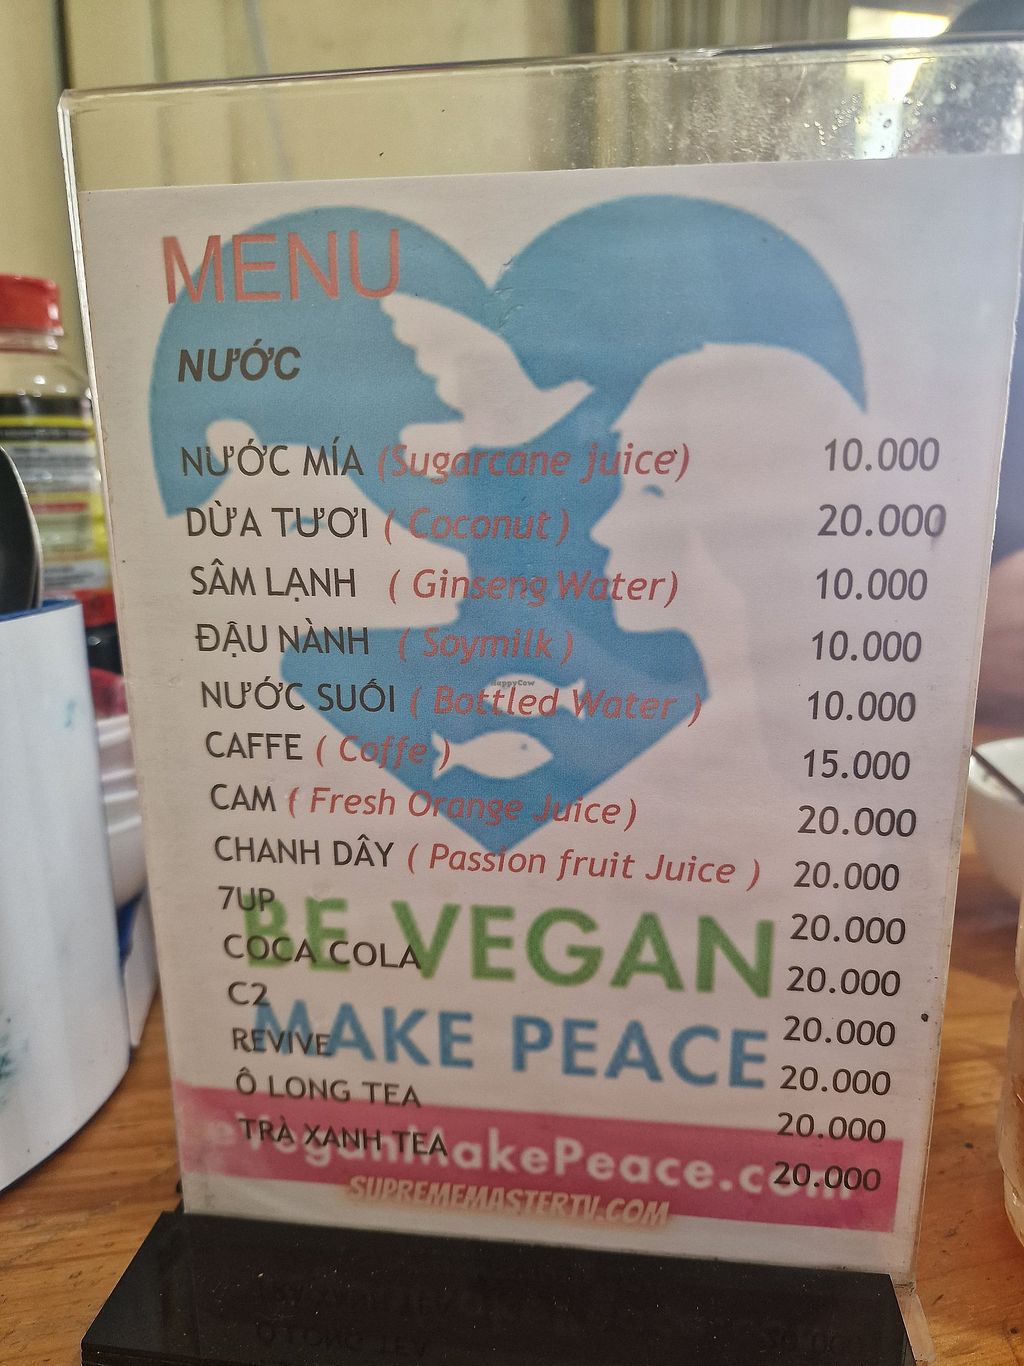 MENU
NƯỚC
NƯỚC MÍA (Sugarcane juice) 10.000
DỪA TƯƠI ( Coconut ) 20.000
SÂM LẠNH ( Ginseng Water) 10.000
ĐẬU NÀNH ( Soymilk ) 10.000
HappyCow
NƯỚC SUỐI ( Bottled Water ) 10.000
CAFFE ( Coffe ) 15.000
CAM ( Fresh Orange Juice) 20.000
CHANH DÂY ( Passion fruit Juice ) 20.000
7UP 20.000
BE VEGAN
COCA COLA 20.000
C2 20.000
MAKE PEACE
REVIVE 20.000
Ô LONG TEA 20.000
TRÀ XANH TEA 20.000
eVeganMakePeace.com
SUPREMEMASTERTV.COM